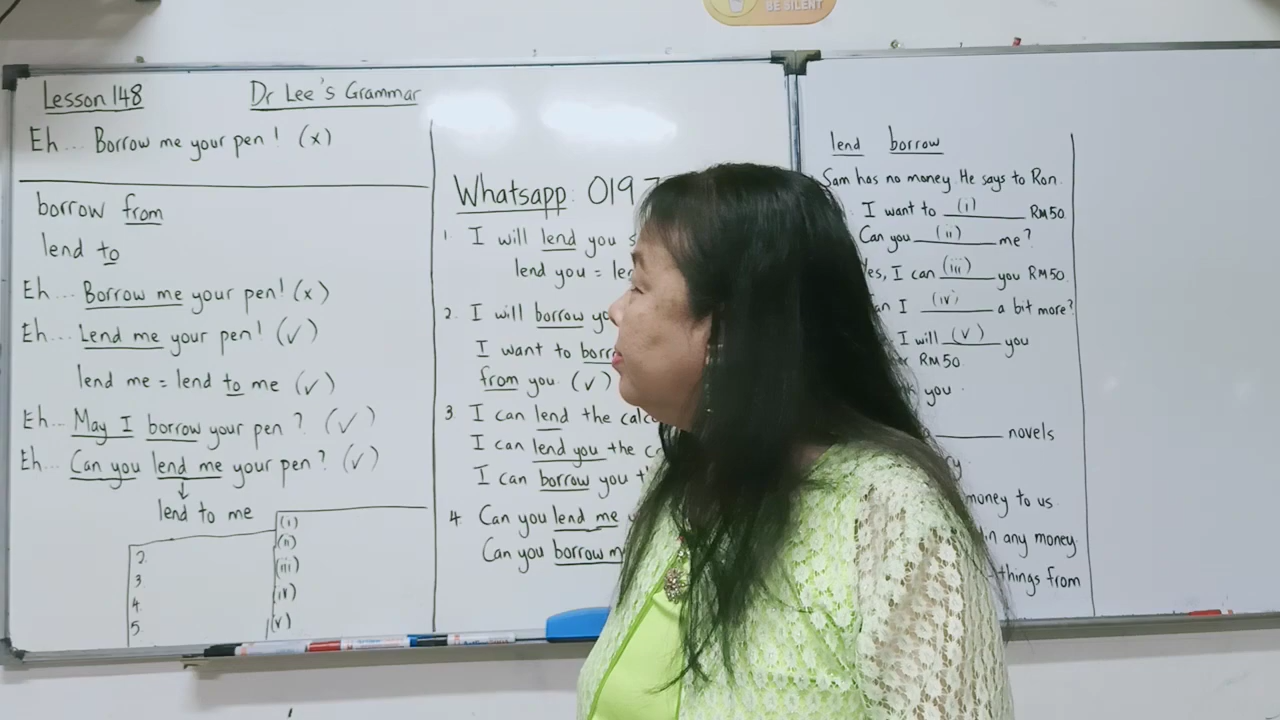 BE SILENT
Lesson 148
Dr Lee's Grammar
Eh... Borrow me your pen! (x)
borrow from
lend to
Eh... Borrow me your pen! (x)
Eh... Lend me your pen! (✓)
lend me = lend to me (✓)
Eh... May I borrow your pen? (✓)
Eh... Can you lend me your pen? (✓)
↓
lend to me
2.
3.
4.
5.
(i)
(ii)
(iii)
(iv)
(v)
Whatsapp: 019
1. I will lend you
lend you =
2. I will borrow
I want to
from you. (✓)
3. I can lend the
I can lend you the
I can borrow you
4. Can you lend me
Can you borrow
lend borrow
Sam has no money. He says to Ron.
I want to (i) RM50.
Can you (ii) me?
I can (iii) you RM50.
I (iv) a bit more?
I will (v) you
RM50
you.
novels
money to us.
any money
things from